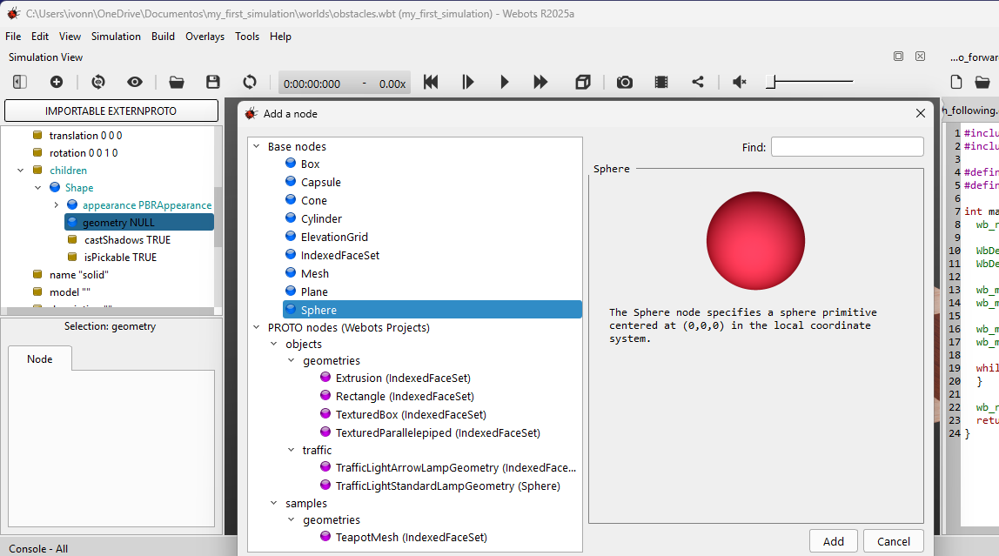 C:\Users\ivonn\OneDrive\Documentos\my_first_simulation\worlds\obstacles.wbt (my_first_simulation) - Webots R2025a
File Edit View Simulation Build Overlays Tools Help
Simulation View
...o_forwar
0:00:00:000 - 0.00x
IMPORTABLE EXTERNPROTO
translation 0 0 0
rotation 0 0 1 0
children
Shape
appearance PBRAppearance
geometry NULL
castShadows TRUE
isPickable TRUE
name "solid"
model ""
Selection: geometry
Node
Console - All
Add a node
Base nodes
Box
Capsule
Cone
Cylinder
ElevationGrid
IndexedFaceSet
Mesh
Plane
Sphere
PROTO nodes (Webots Projects)
objects
geometries
Extrusion (IndexedFaceSet)
Rectangle (IndexedFaceSet)
TexturedBox (IndexedFaceSet)
TexturedParallelepiped (IndexedFaceSet)
traffic
TrafficLightArrowLampGeometry (IndexedFace...
TrafficLightStandardLampGeometry (Sphere)
samples
geometries
TeapotMesh (IndexedFaceSet)
Find:
Sphere
The Sphere node specifies a sphere primitive
centered at (0,0,0) in the local coordinate
system.
Add Cancel
h_following.
1 #inclu
2 #inclu
3
4 #defin
5 #defin
6
7 int ma
8 wb_r
9
10 WbDe
11 WbDe
12
13 wb_m
14 wb_m
15
16 wb_m
17 wb_m
18
19 whil
20 }
21
22 wb_r
23 retu
24 }